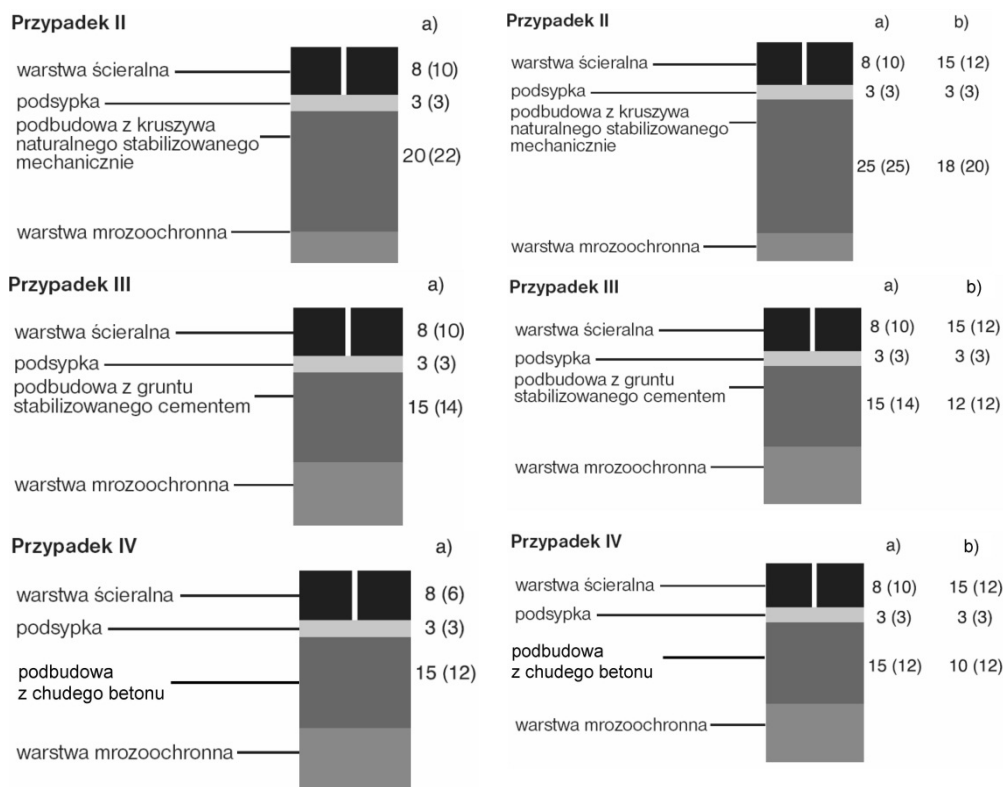 Przypadek II a)
warstwa ścieralna 8 (10)
podsypka 3 (3)
podbudowa z kruszywa
naturalnego stabilizowanego
mechanicznie 20 (22)
warstwa mrozoochronna
Przypadek II a) b)
warstwa ścieralna 8 (10) 15 (12)
podsypka 3 (3) 3 (3)
podbudowa z kruszywa
naturalnego stabilizowanego
mechanicznie
25 (25) 18 (20)
warstwa mrozoochronna
Przypadek III a)
warstwa ścieralna 8 (10)
podsypka 3 (3)
podbudowa z gruntu
stabilizowanego cementem 15 (14)
warstwa mrozoochronna
Przypadek III a) b)
warstwa ścieralna 8 (10) 15 (12)
podsypka 3 (3) 3 (3)
podbudowa z gruntu
stabilizowanego cementem 15 (14) 12 (12)
warstwa mrozoochronna
Przypadek IV a)
warstwa ścieralna 8 (6)
podsypka 3 (3)
podbudowa 15 (12)
z chudego betonu
warstwa mrozoochronna
Przypadek IV a) b)
warstwa ścieralna 8 (10) 15 (12)
podsypka 3 (3) 3 (3)
podbudowa
z chudego betonu 15 (12) 10 (12)
warstwa mrozoochronna